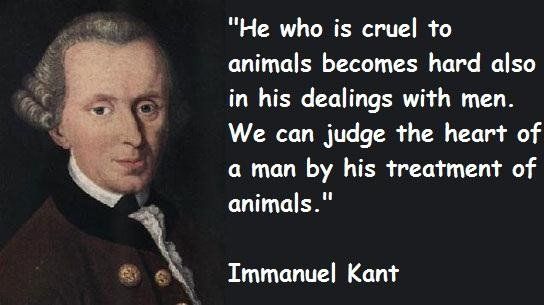 "He who is cruel to
animals becomes hard also
in his dealings with men.
We can judge the heart of
a man by his treatment of
animals."
Immanuel Kant